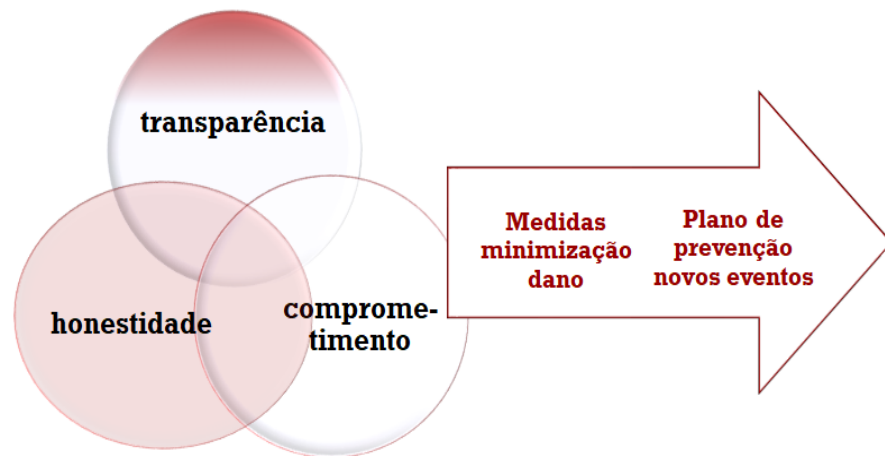 transparência
honestidade
comprome-
timento
Medidas
minimização
dano
Plano de
prevenção
novos eventos